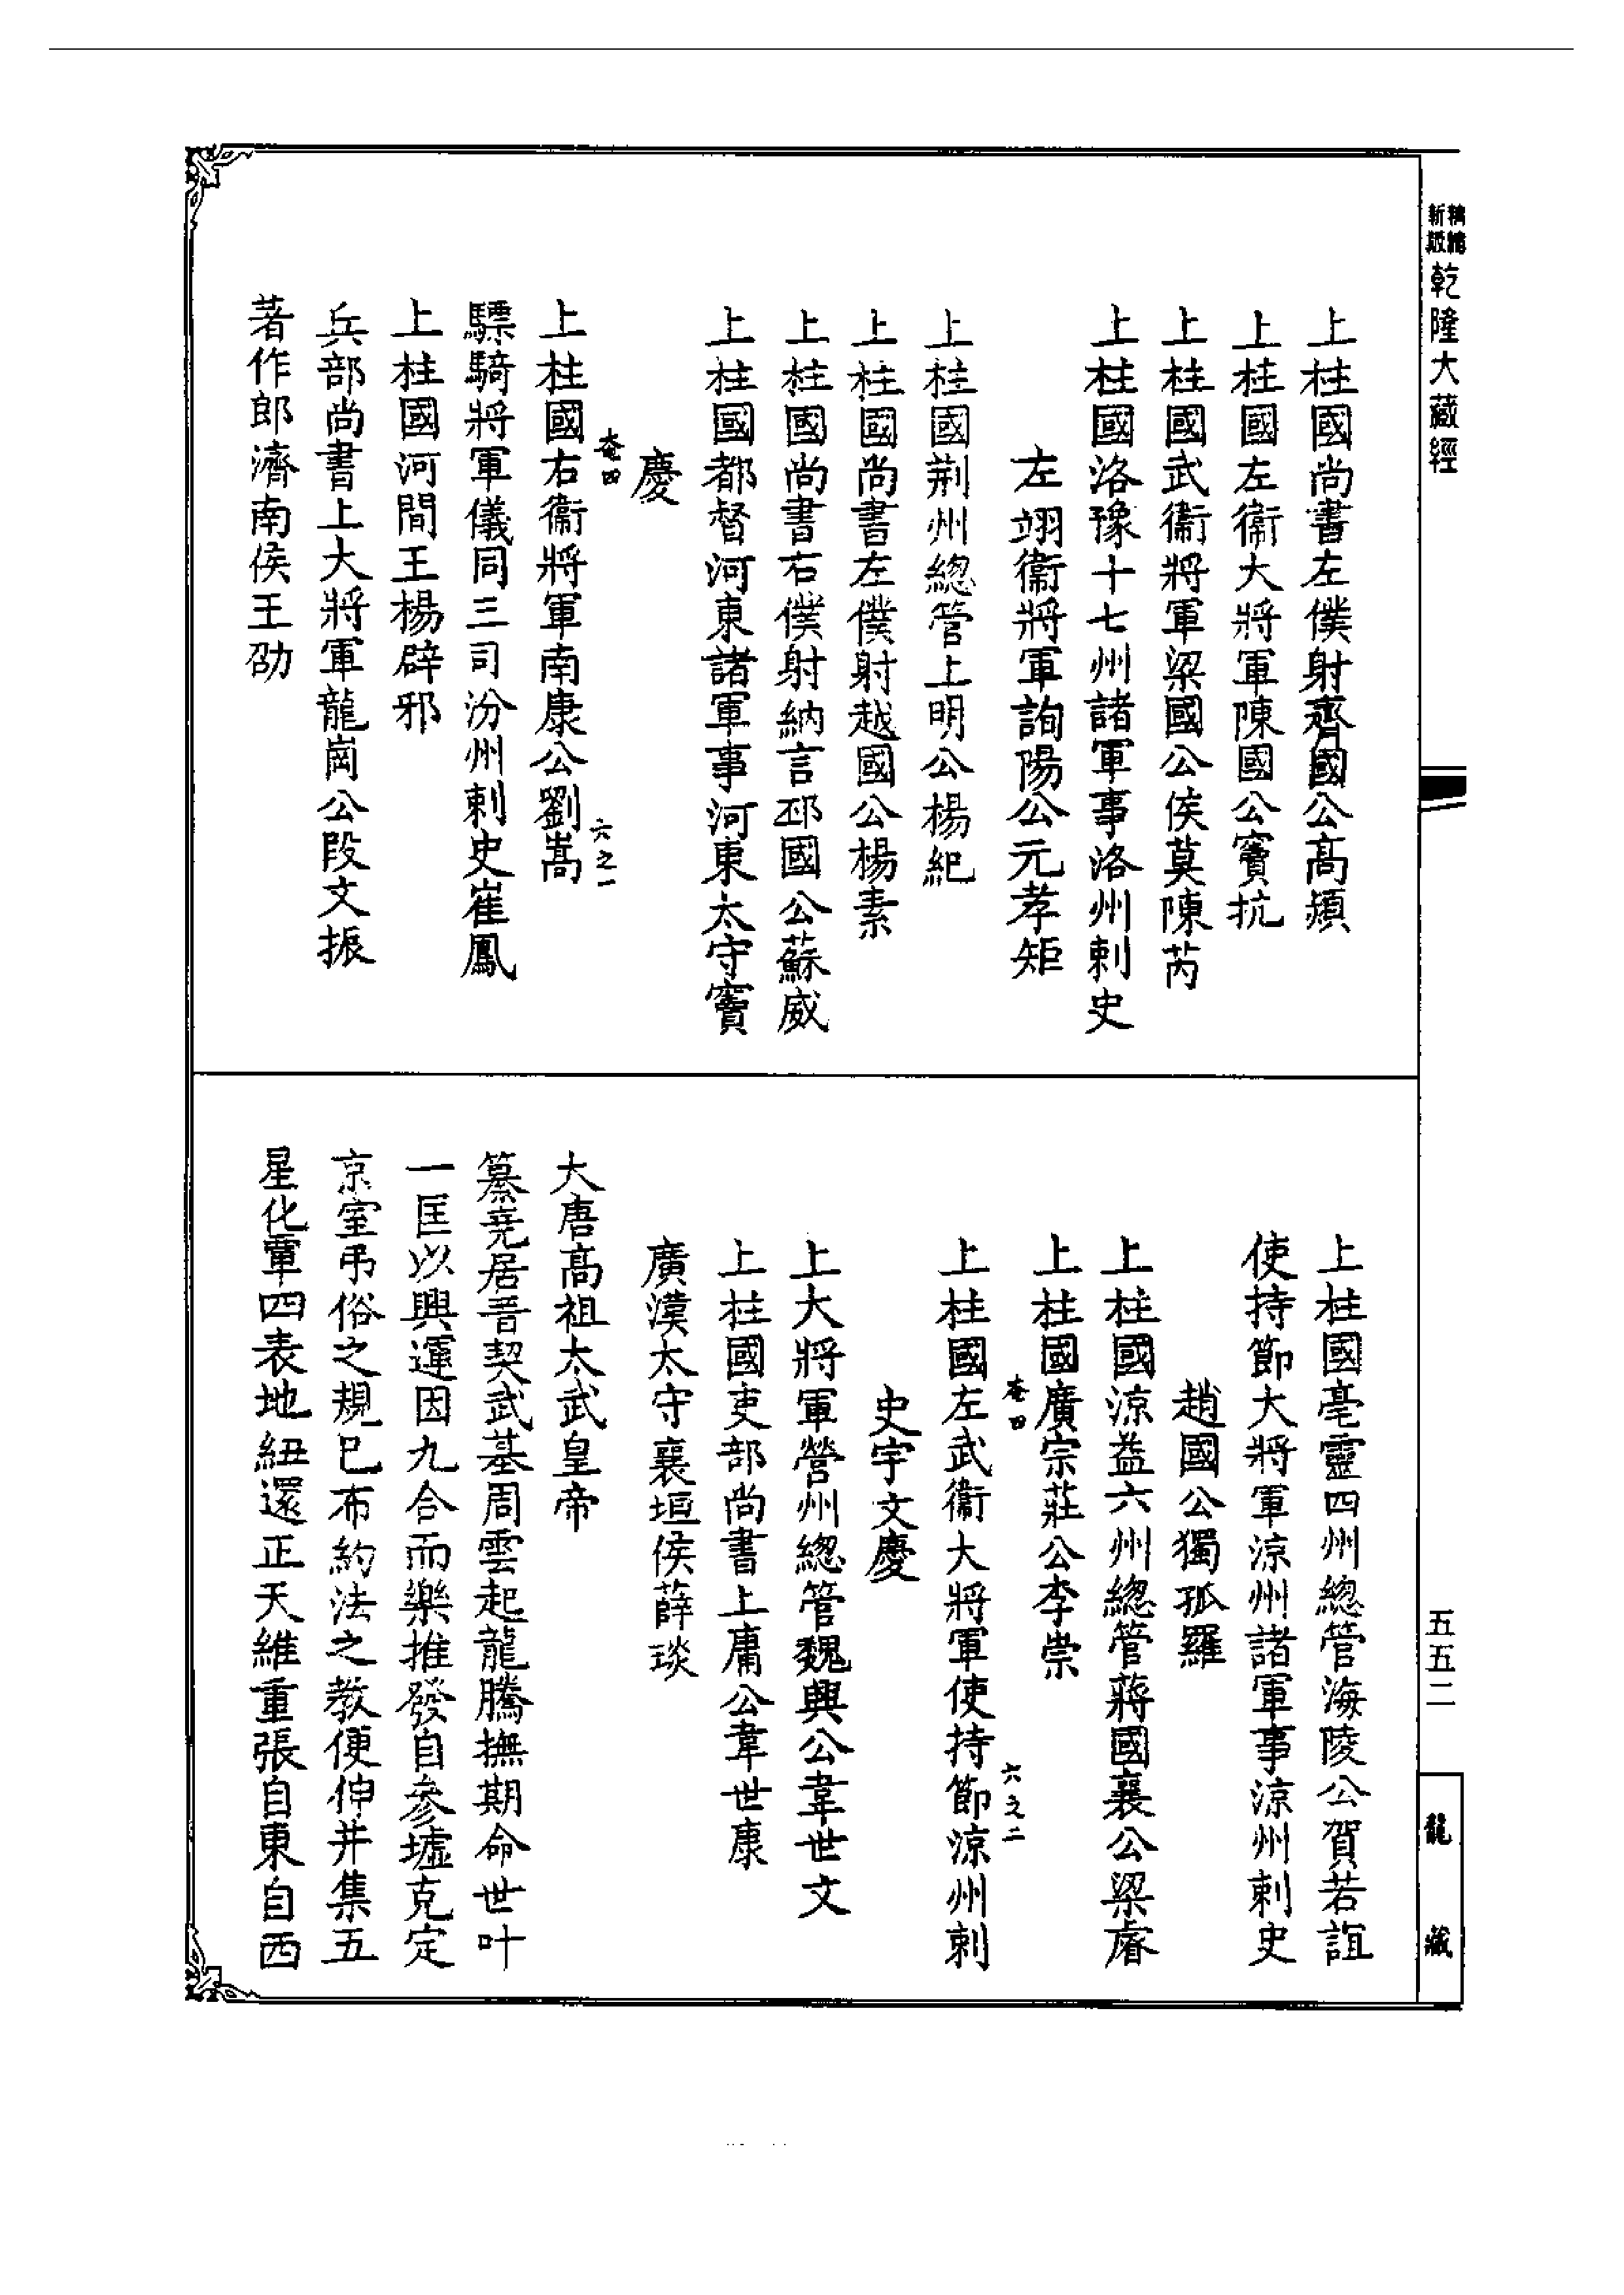 新版
精縮
乾隆大藏經
上柱國尚書左僕射齊國公高熲
上柱國左衞大將軍陳國公竇抗
上柱國武衞將軍梁國公侯莫陳芮
上柱國洛豫十七州諸軍事洛州刺史
左翊衞將軍詢陽公元孝矩
上柱國荊州總管上明公楊紀
上柱國尚書左僕射越國公楊素
上柱國尚書右僕射納言邳國公蘇威
上柱國都督河東諸軍事河東太守竇
慶
上柱國右衞將軍南康公劉嵩
驃騎將軍儀同三司汾州刺史崔鳳
上柱國河間王楊辟邪
兵部尚書上大將軍龍崗公段文振
著作郎濟南侯王劭
四
六之一
上柱國亳靈四州總管海陵公賀若誼
使持節大將軍涼州諸軍事涼州刺史
趙國公獨孤羅
上柱國涼益六州總管蔣國襄公梁睿
上柱國廣宗莊公李崇
四
六之二
上柱國左武衞大將軍使持節涼州刺
史宇文慶
上大將軍營州總管魏興公韋世文
上柱國吏部尚書上庸公韋世康
廣漢太守襄垣侯薛琰
大唐高祖太武皇帝
纂堯居晉契武基周雲起龍騰撫期命世叶
一匡以興運因九合而樂推發自參墟克定
京室弔俗之規已布約法之教便伸并集五
星化覃四表地紐還正天維重張自東自西
五五二
龍藏